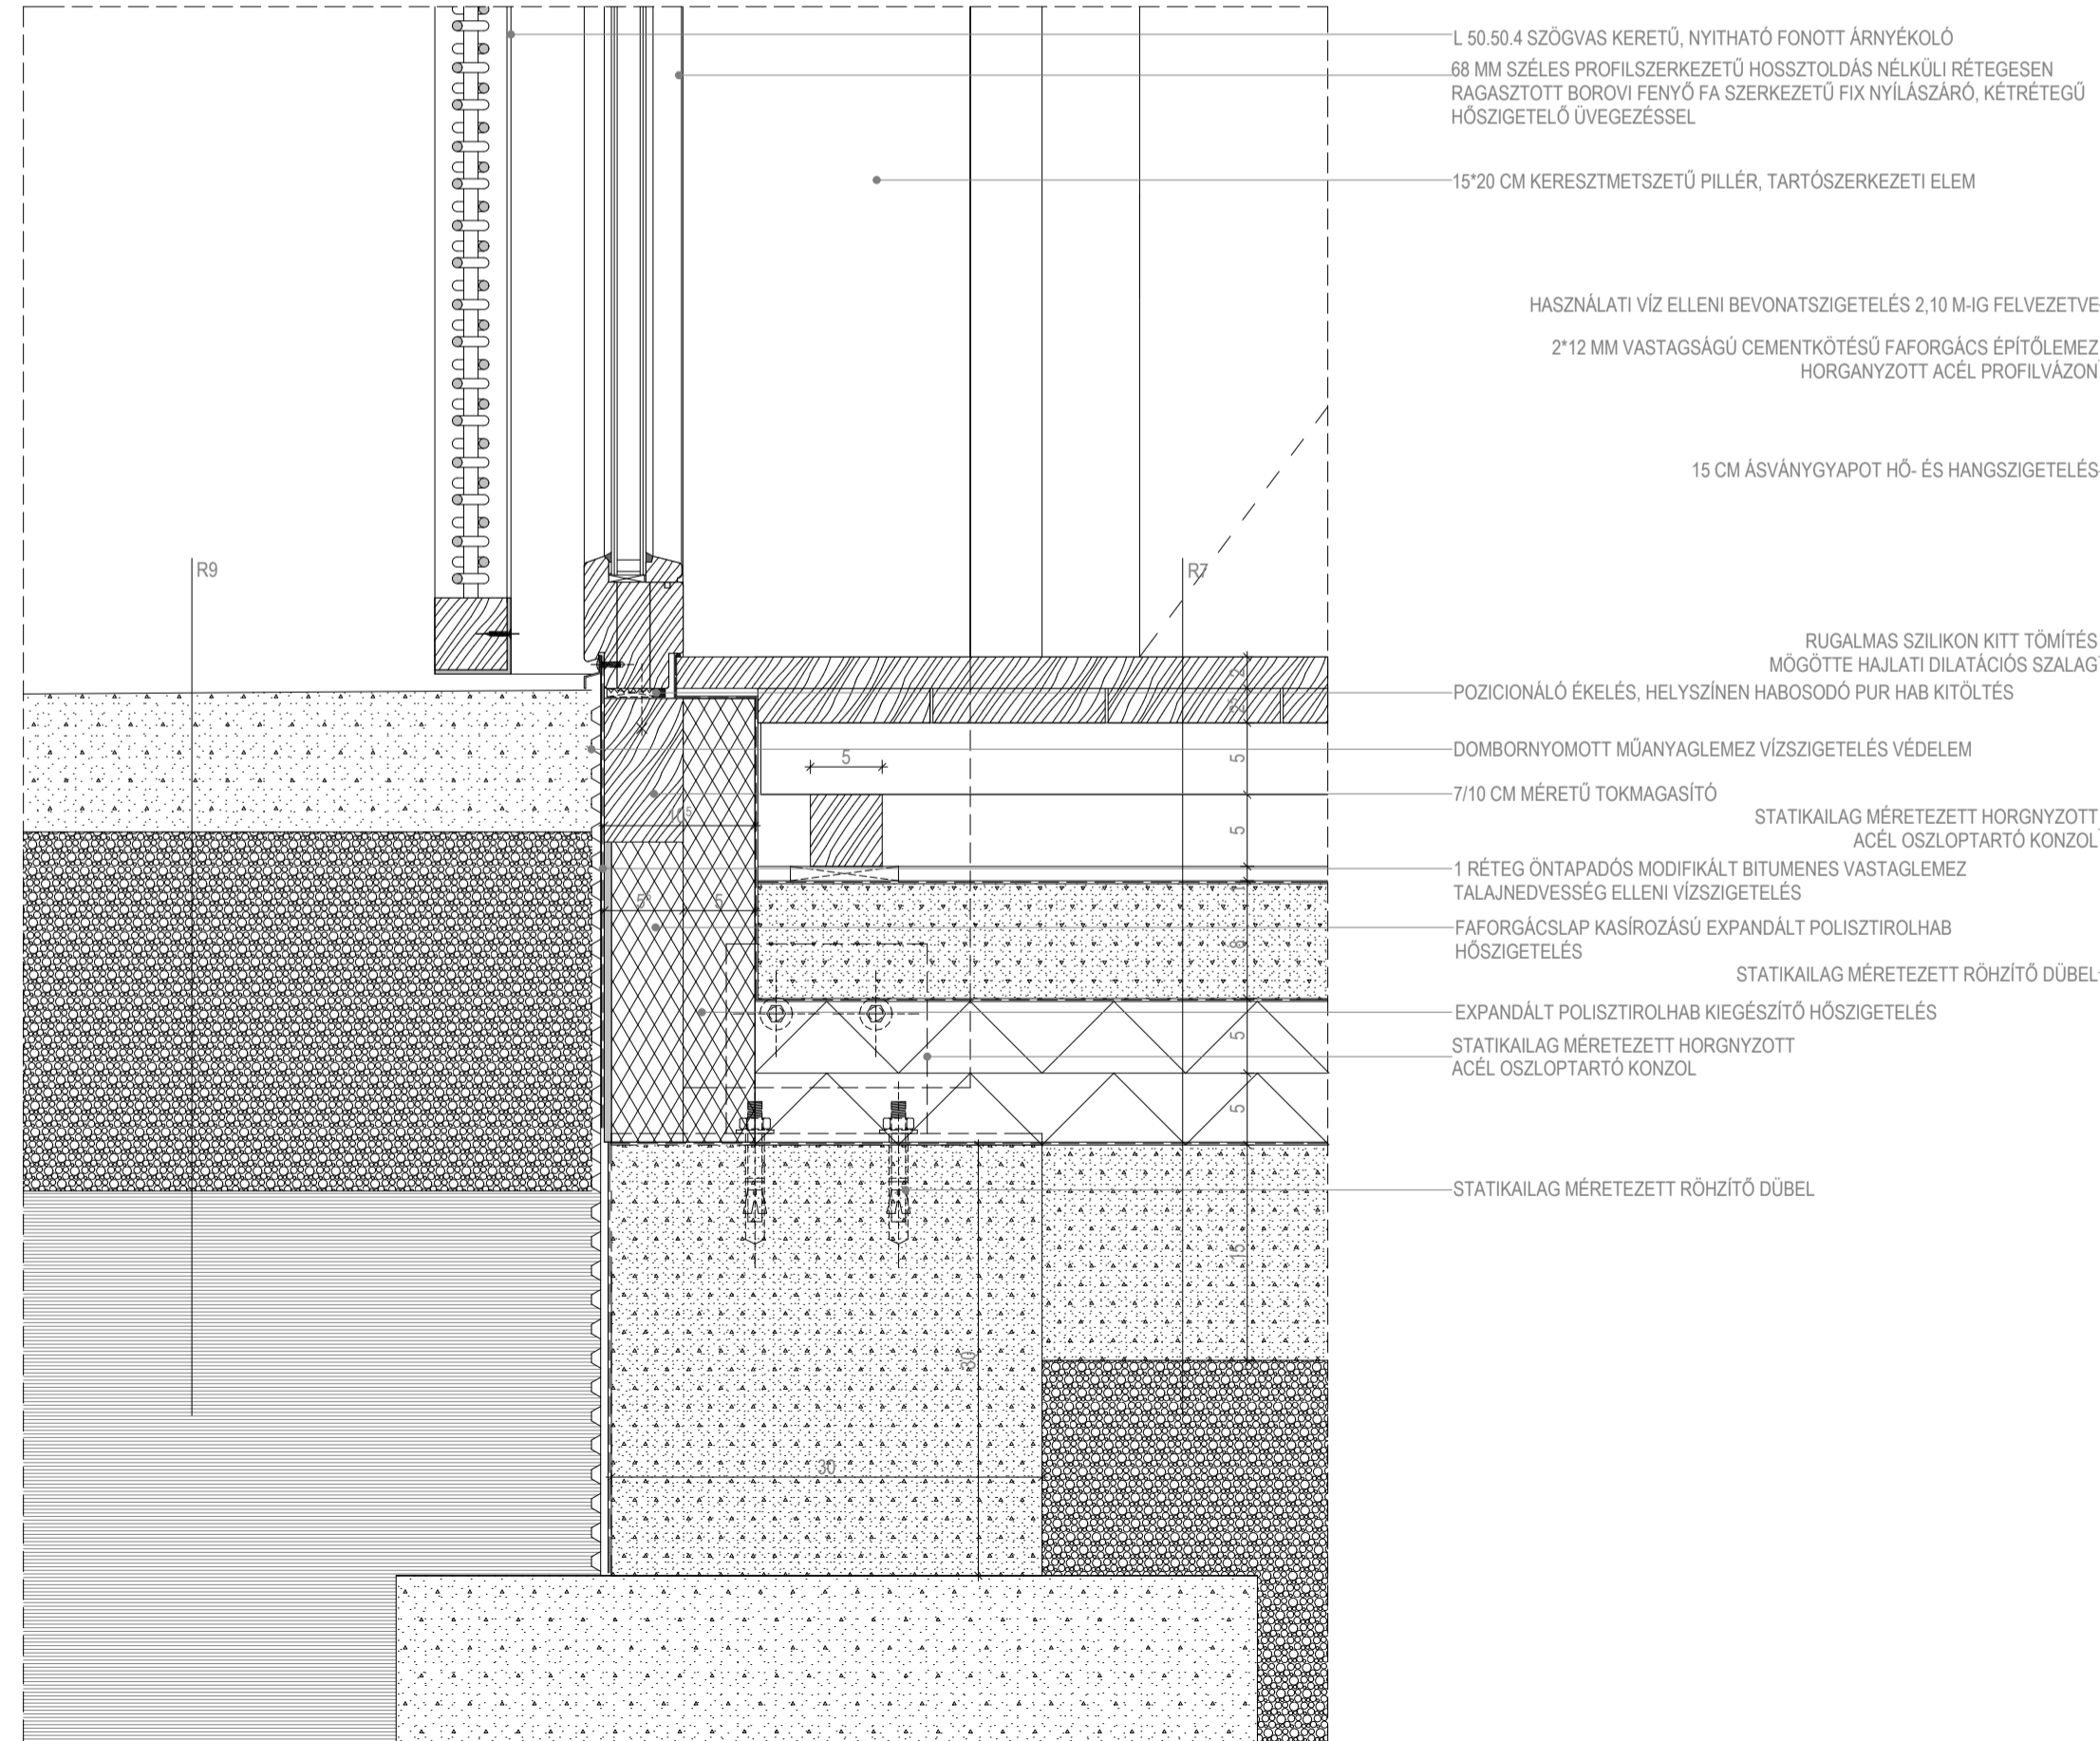 L 50.50.4 SZÖGVAS KERETŰ, NYITHATÓ FONOTT ÁRNYÉKOLÓ
68 MM SZÉLES PROFILSZERKEZETŰ HOSSZTOLDÁS NÉLKÜLI RÉTEGESEN
RAGASZTOTT BOROVI FENYŐ FA SZERKEZETŰ FIX NYÍLÁSZÁRÓ, KÉTRÉTEGŰ
HŐSZIGETELŐ ÜVEGEZÉSSEL
15*20 CM KERESZTMETSZETŰ PILLÉR, TARTÓSZERKEZETI ELEM
HASZNÁLATI VÍZ ELLENI BEVONATSZIGETELÉS 2,10 M-IG FELVEZETVE
2*12 MM VASTAGSÁGÚ CEMENTKÖTÉSŰ FAFORGÁCS ÉPÍTŐLEMEZ
HORGANYZOTT ACÉL PROFILVÁZON
15 CM ÁSVÁNYGYAPOT HŐ- ÉS HANGSZIGETELÉS
R9
R7
RUGALMAS SZILIKON KITT TÖMÍTÉS
MÖGÖTTE HAJLATI DILATÁCIÓS SZALAG
POZICIONÁLÓ ÉKELÉS, HELYSZÍNEN HABOSODÓ PUR HAB KITÖLTÉS
DOMBORNYOMOTT MŰANYAGLEMEZ VÍZSZIGETELÉS VÉDELEM
7/10 CM MÉRETŰ TOKMAGASÍTÓ
STATIKAILAG MÉRETEZETT HORGNYZOTT
ACÉL OSZLOPTARTÓ KONZOL
1 RÉTEG ÖNTAPADÓS MODIFIKÁLT BITUMENES VASTAGLEMEZ
TALAJNEDVESSÉG ELLENI VÍZSZIGETELÉS
FAFORGÁCSLAP KASÍROZÁSÚ EXPANDÁLT POLISZTIROLHAB
HŐSZIGETELÉS
STATIKAILAG MÉRETEZETT RÖHZÍTŐ DÜBEL
EXPANDÁLT POLISZTIROLHAB KIEGÉSZÍTŐ HŐSZIGETELÉS
STATIKAILAG MÉRETEZETT HORGNYZOTT
ACÉL OSZLOPTARTÓ KONZOL
STATIKAILAG MÉRETEZETT RÖHZÍTŐ DÜBEL
2
5
5
10⁵
5
5⁵
5
1
8
5
5
15
30
30